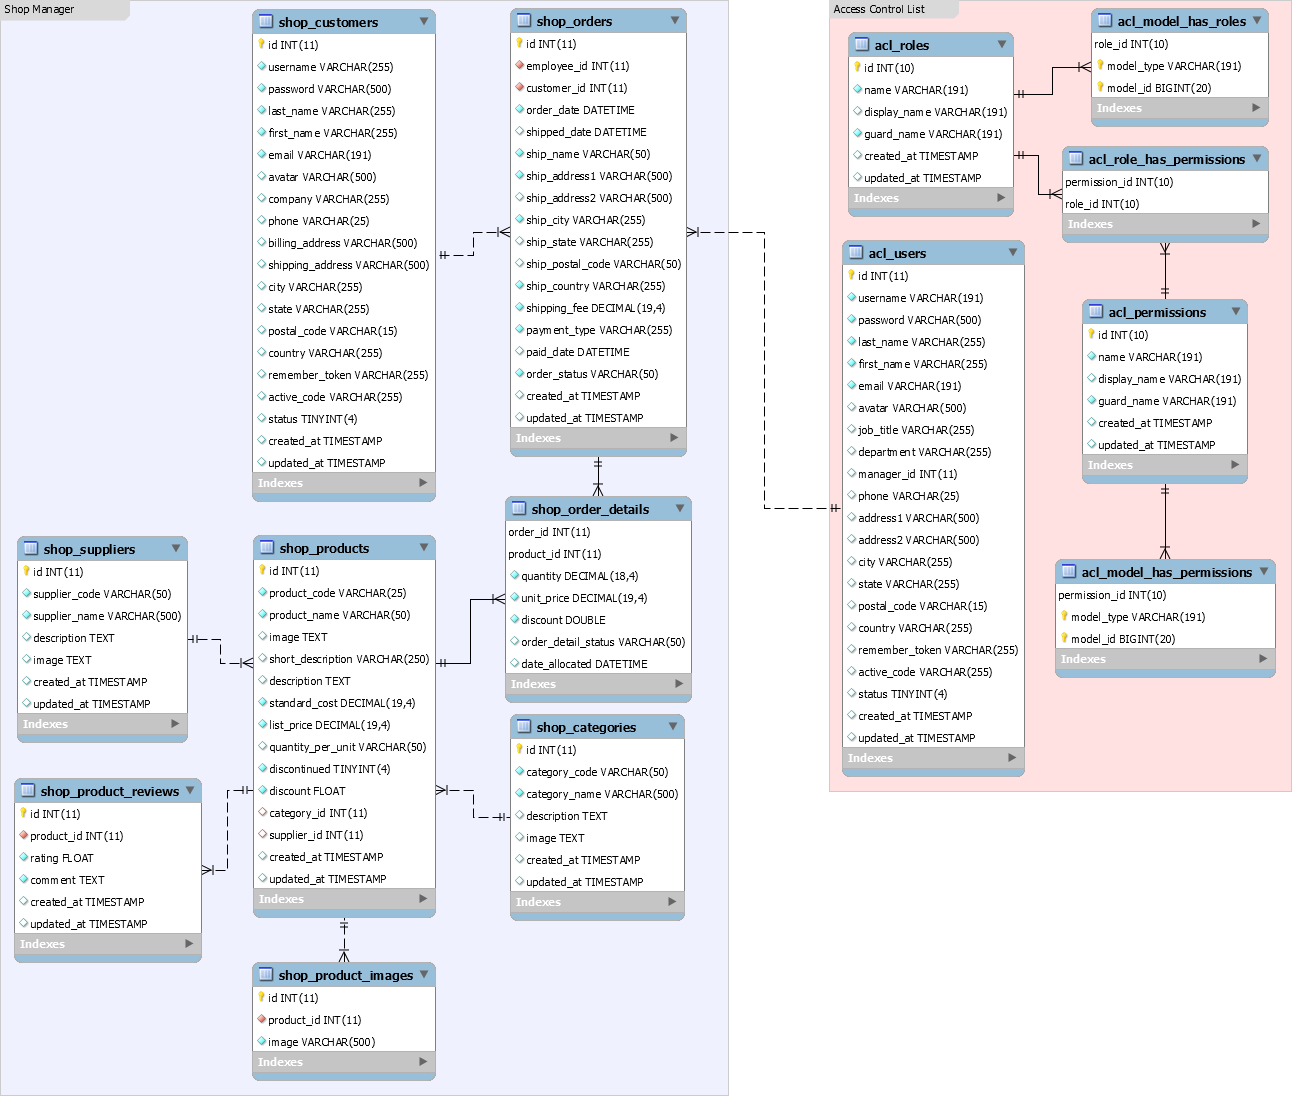 Shop Manager
shop_customers
id INT(11)
username VARCHAR(255)
password VARCHAR(500)
last_name VARCHAR(255)
first_name VARCHAR(255)
email VARCHAR(191)
avatar VARCHAR(500)
company VARCHAR(255)
phone VARCHAR(25)
billing_address VARCHAR(500)
shipping_address VARCHAR(500)
city VARCHAR(255)
state VARCHAR(255)
postal_code VARCHAR(15)
country VARCHAR(255)
remember_token VARCHAR(255)
active_code VARCHAR(255)
status TINYINT(4)
created_at TIMESTAMP
updated_at TIMESTAMP
Indexes
shop_orders
id INT(11)
employee_id INT(11)
customer_id INT(11)
order_date DATETIME
shipped_date DATETIME
ship_name VARCHAR(50)
ship_address1 VARCHAR(500)
ship_address2 VARCHAR(500)
ship_city VARCHAR(255)
ship_state VARCHAR(255)
ship_postal_code VARCHAR(50)
ship_country VARCHAR(255)
shipping_fee DECIMAL(19,4)
payment_type VARCHAR(255)
paid_date DATETIME
order_status VARCHAR(50)
created_at TIMESTAMP
updated_at TIMESTAMP
Indexes
shop_suppliers
id INT(11)
supplier_code VARCHAR(50)
supplier_name VARCHAR(500)
description TEXT
image TEXT
created_at TIMESTAMP
updated_at TIMESTAMP
Indexes
shop_products
id INT(11)
product_code VARCHAR(25)
product_name VARCHAR(50)
image TEXT
short_description VARCHAR(250)
description TEXT
standard_cost DECIMAL(19,4)
list_price DECIMAL(19,4)
quantity_per_unit VARCHAR(50)
discontinued TINYINT(4)
discount FLOAT
category_id INT(11)
supplier_id INT(11)
created_at TIMESTAMP
updated_at TIMESTAMP
Indexes
shop_order_details
order_id INT(11)
product_id INT(11)
quantity DECIMAL(18,4)
unit_price DECIMAL(19,4)
discount DOUBLE
order_detail_status VARCHAR(50)
date_allocated DATETIME
Indexes
shop_categories
id INT(11)
category_code VARCHAR(50)
category_name VARCHAR(500)
description TEXT
image TEXT
created_at TIMESTAMP
updated_at TIMESTAMP
Indexes
shop_product_reviews
id INT(11)
product_id INT(11)
rating FLOAT
comment TEXT
created_at TIMESTAMP
updated_at TIMESTAMP
Indexes
shop_product_images
id INT(11)
product_id INT(11)
image VARCHAR(500)
Indexes
Access Control List
acl_roles
id INT(10)
name VARCHAR(191)
display_name VARCHAR(191)
guard_name VARCHAR(191)
created_at TIMESTAMP
updated_at TIMESTAMP
Indexes
acl_model_has_roles
role_id INT(10)
model_type VARCHAR(191)
model_id BIGINT(20)
Indexes
acl_role_has_permissions
permission_id INT(10)
role_id INT(10)
Indexes
acl_users
id INT(11)
username VARCHAR(191)
password VARCHAR(500)
last_name VARCHAR(255)
first_name VARCHAR(255)
email VARCHAR(191)
avatar VARCHAR(500)
job_title VARCHAR(255)
department VARCHAR(255)
manager_id INT(11)
phone VARCHAR(25)
address1 VARCHAR(500)
address2 VARCHAR(500)
city VARCHAR(255)
state VARCHAR(255)
postal_code VARCHAR(15)
country VARCHAR(255)
remember_token VARCHAR(255)
active_code VARCHAR(255)
status TINYINT(4)
created_at TIMESTAMP
updated_at TIMESTAMP
Indexes
acl_permissions
id INT(10)
name VARCHAR(191)
display_name VARCHAR(191)
guard_name VARCHAR(191)
created_at TIMESTAMP
updated_at TIMESTAMP
Indexes
acl_model_has_permissions
permission_id INT(10)
model_type VARCHAR(191)
model_id BIGINT(20)
Indexes